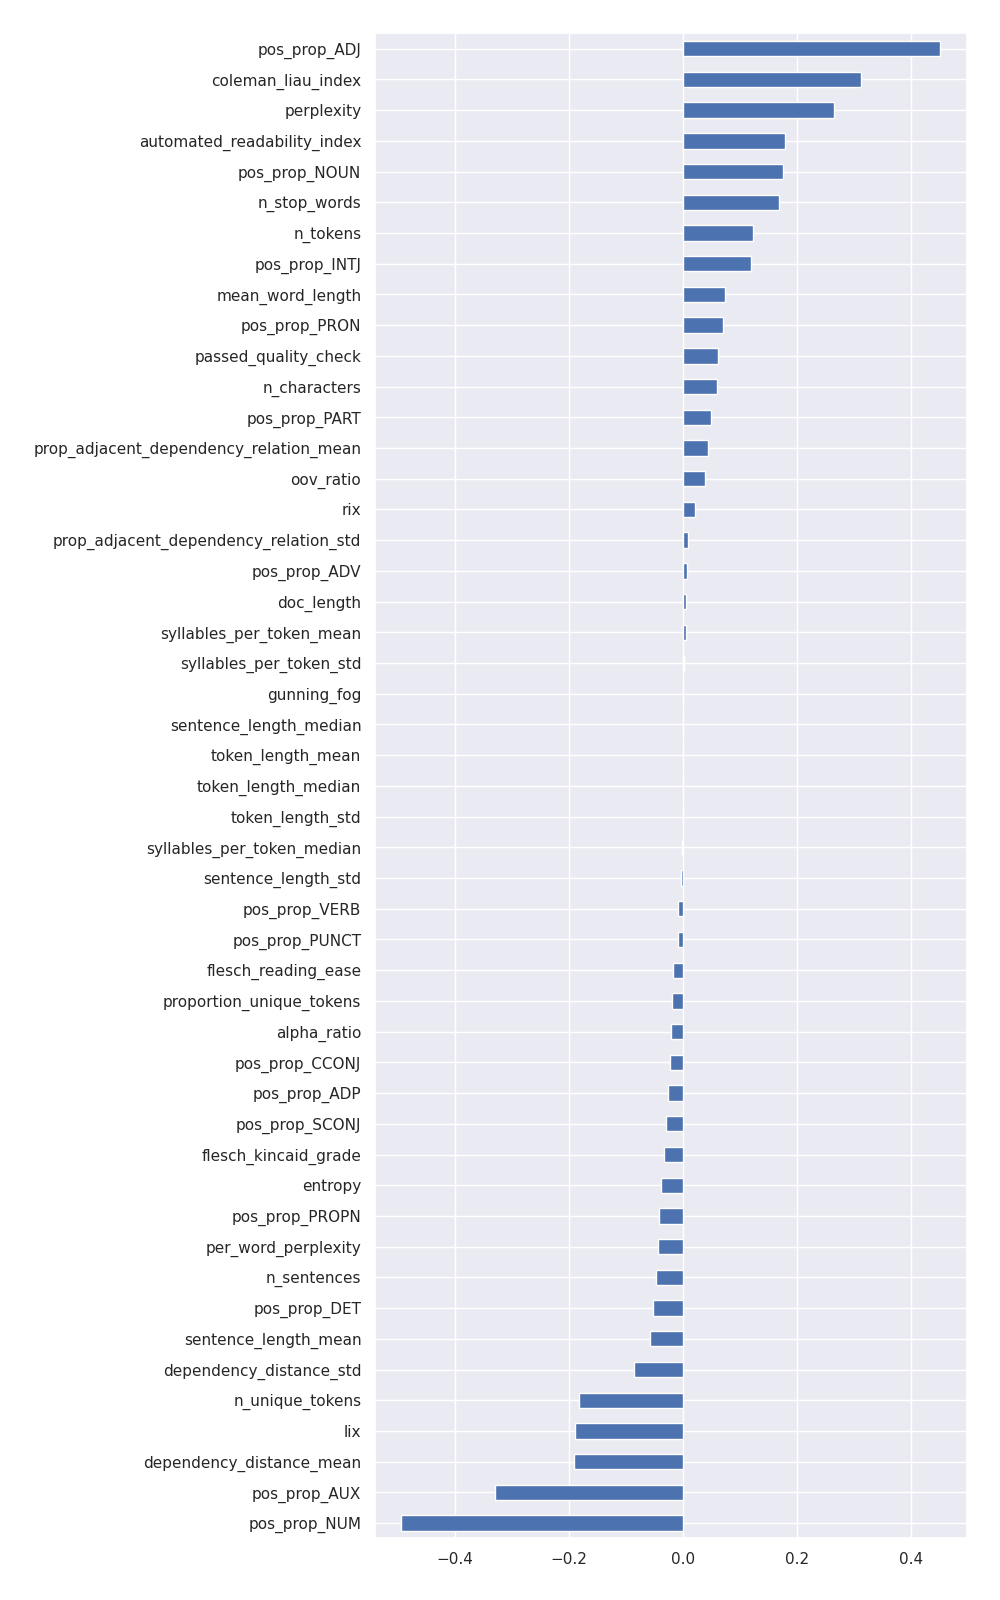 pos_prop_ADJ
coleman_liau_index
perplexity
automated_readability_index
pos_prop_NOUN
n_stop_words
n_tokens
pos_prop_INTJ
mean_word_length
pos_prop_PRON
passed_quality_check
n_characters
pos_prop_PART
prop_adjacent_dependency_relation_mean
oov_ratio
rix
prop_adjacent_dependency_relation_std
pos_prop_ADV
doc_length
syllables_per_token_mean
syllables_per_token_std
gunning_fog
sentence_length_median
token_length_mean
token_length_median
token_length_std
syllables_per_token_median
sentence_length_std
pos_prop_VERB
pos_prop_PUNCT
flesch_reading_ease
proportion_unique_tokens
alpha_ratio
pos_prop_CCONJ
pos_prop_ADP
pos_prop_SCONJ
flesch_kincaid_grade
entropy
pos_prop_PROPN
per_word_perplexity
n_sentences
pos_prop_DET
sentence_length_mean
dependency_distance_std
n_unique_tokens
lix
dependency_distance_mean
pos_prop_AUX
pos_prop_NUM
−0.4 −0.2 0.0 0.2 0.4